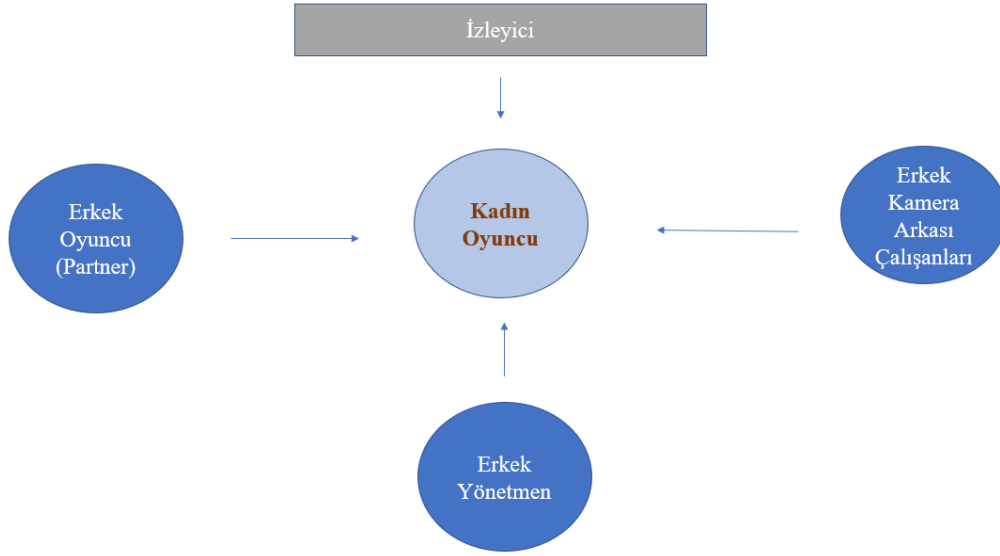 İzleyici
Erkek
Oyuncu
(Partner)
Kadın
Oyuncu
Erkek
Kamera
Arkası
Çalışanları
Erkek
Yönetmen